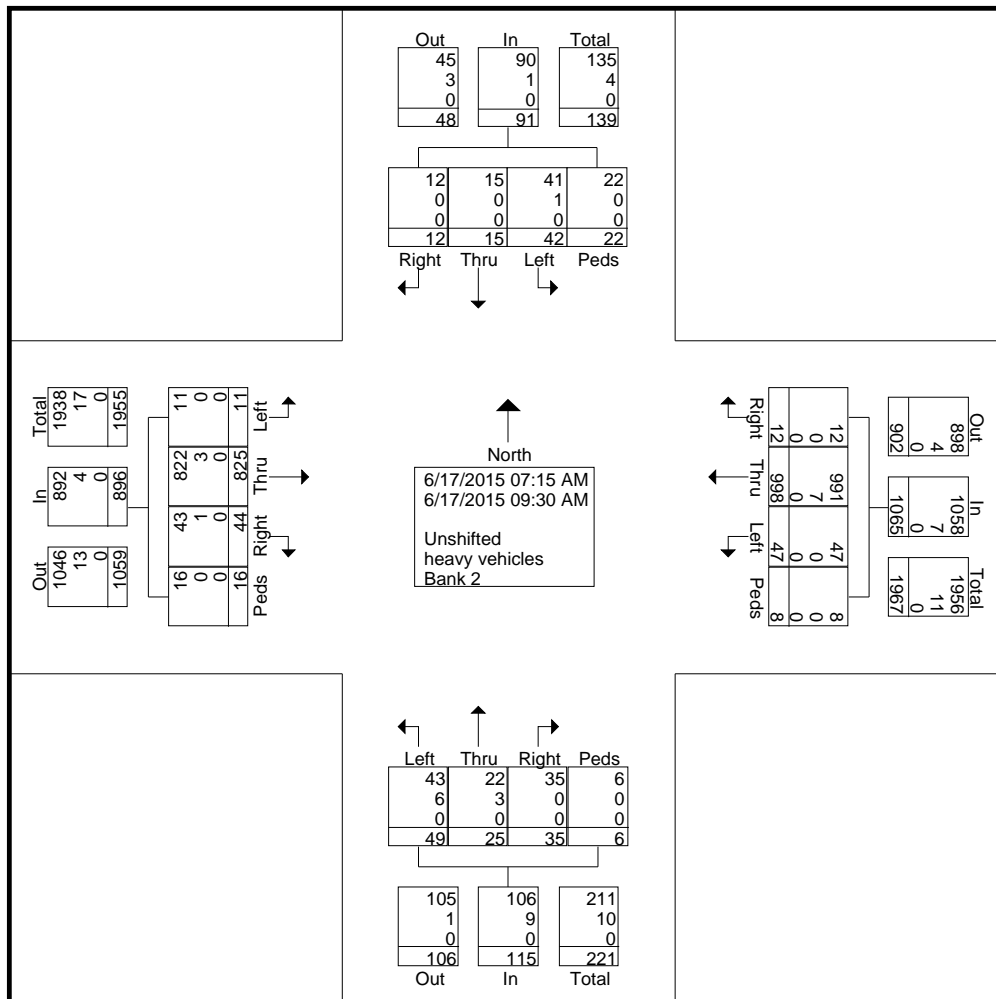 Out In Total
45 90 135
3 1 4
0 0 0
48 91 139
12 15 41 22
0 0 1 0
0 0 0 0
12 15 42 22
Right Thru Left Peds
Total
1938
17
0
1955
In
892
4
0
896
Out
1046
13
0
1059
11
0
0
11
Left
822
3
0
825
Thru
43
1
0
44
Right
16
0
0
16
Peds
North
6/17/2015 07:15 AM
6/17/2015 09:30 AM
Unshifted
heavy vehicles
Bank 2
Right
12
0
0
12
Thru
991
7
0
998
Left
47
0
0
47
Peds
8
0
0
8
Out
898
4
0
902
In
1058
7
0
1065
Total
1956
11
0
1967
Left Thru Right Peds
43 22 35 6
6 3 0 0
0 0 0 0
49 25 35 6
105 106 211
1 9 10
0 0 0
106 115 221
Out In Total